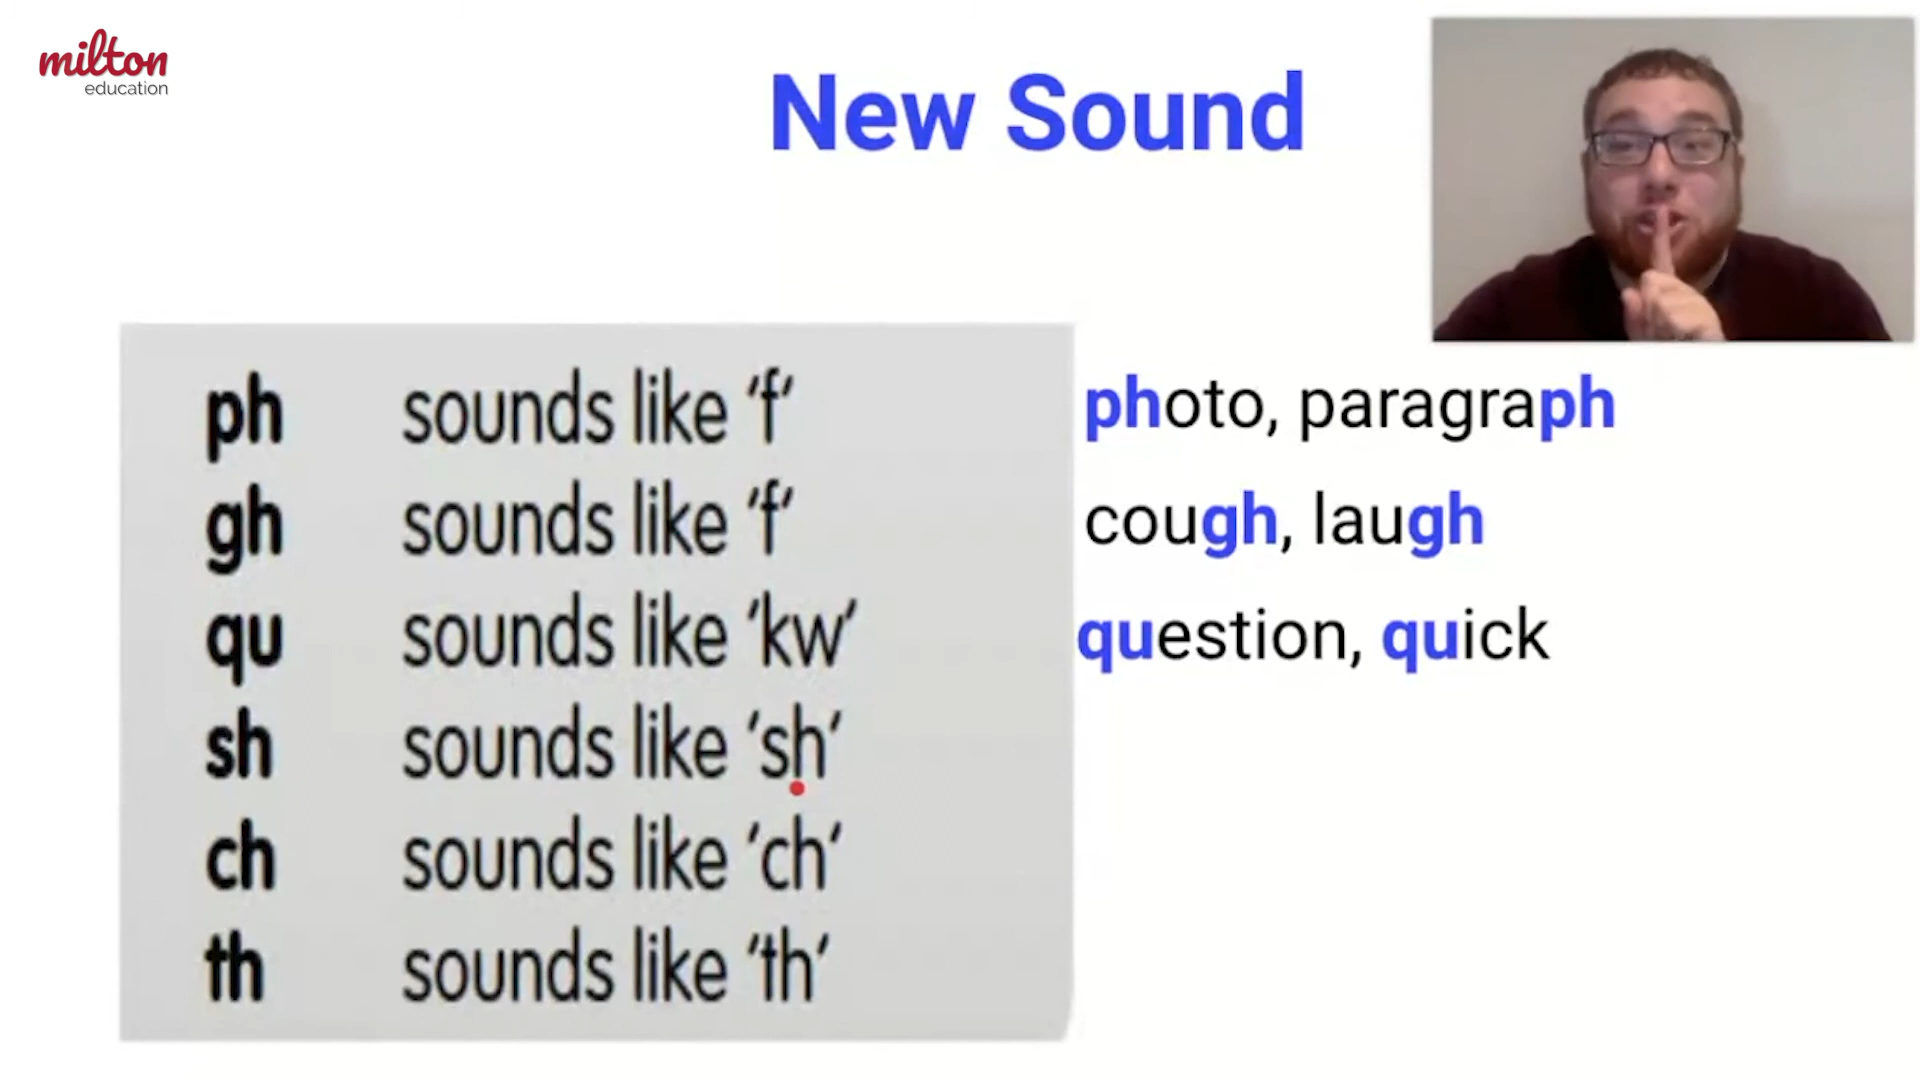 milton
education
New Sound
ph sounds like 'f' photo, paragraph
gh sounds like 'f' cough, laugh
qu sounds like 'kw' question, quick
sh sounds like 'sh'
ch sounds like 'ch'
th sounds like 'th'